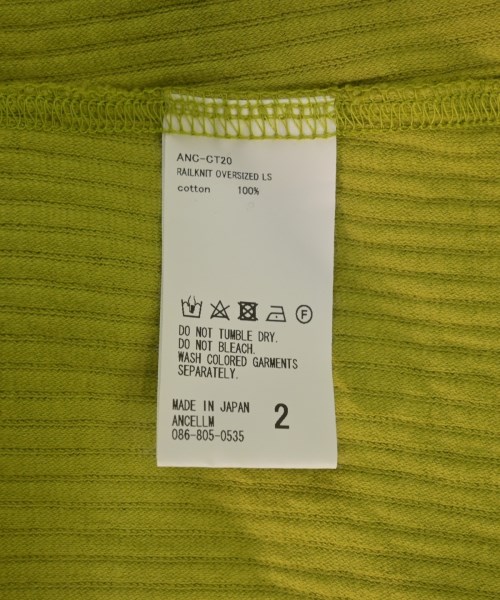 ANC-CT20
RAILKNIT OVERSIZED LS
cotton 100%
F
DO NOT TUMBLE DRY.
DO NOT BLEACH.
WASH COLORED GARMENTS
SEPARATELY.
MADE IN JAPAN
ANCELLM
086-805-0535
2